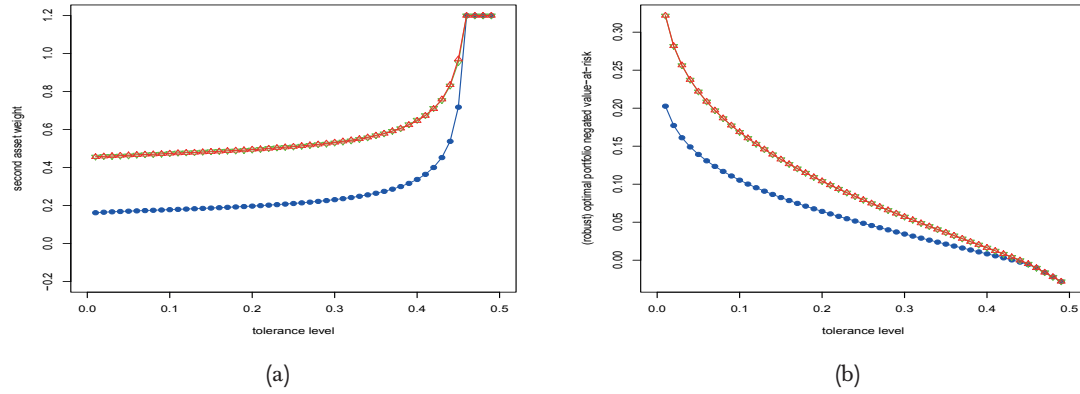 1.2
1.0
0.8
0.6
0.4
0.2
0.0
−0.2
second asset weight
0.0 0.1 0.2 0.3 0.4 0.5
tolerance level
(a)
0.30
0.25
0.20
0.15
0.10
0.05
0.00
(robust) optimal portfolio negated value−at−risk
0.0 0.1 0.2 0.3 0.4 0.5
tolerance level
(b)